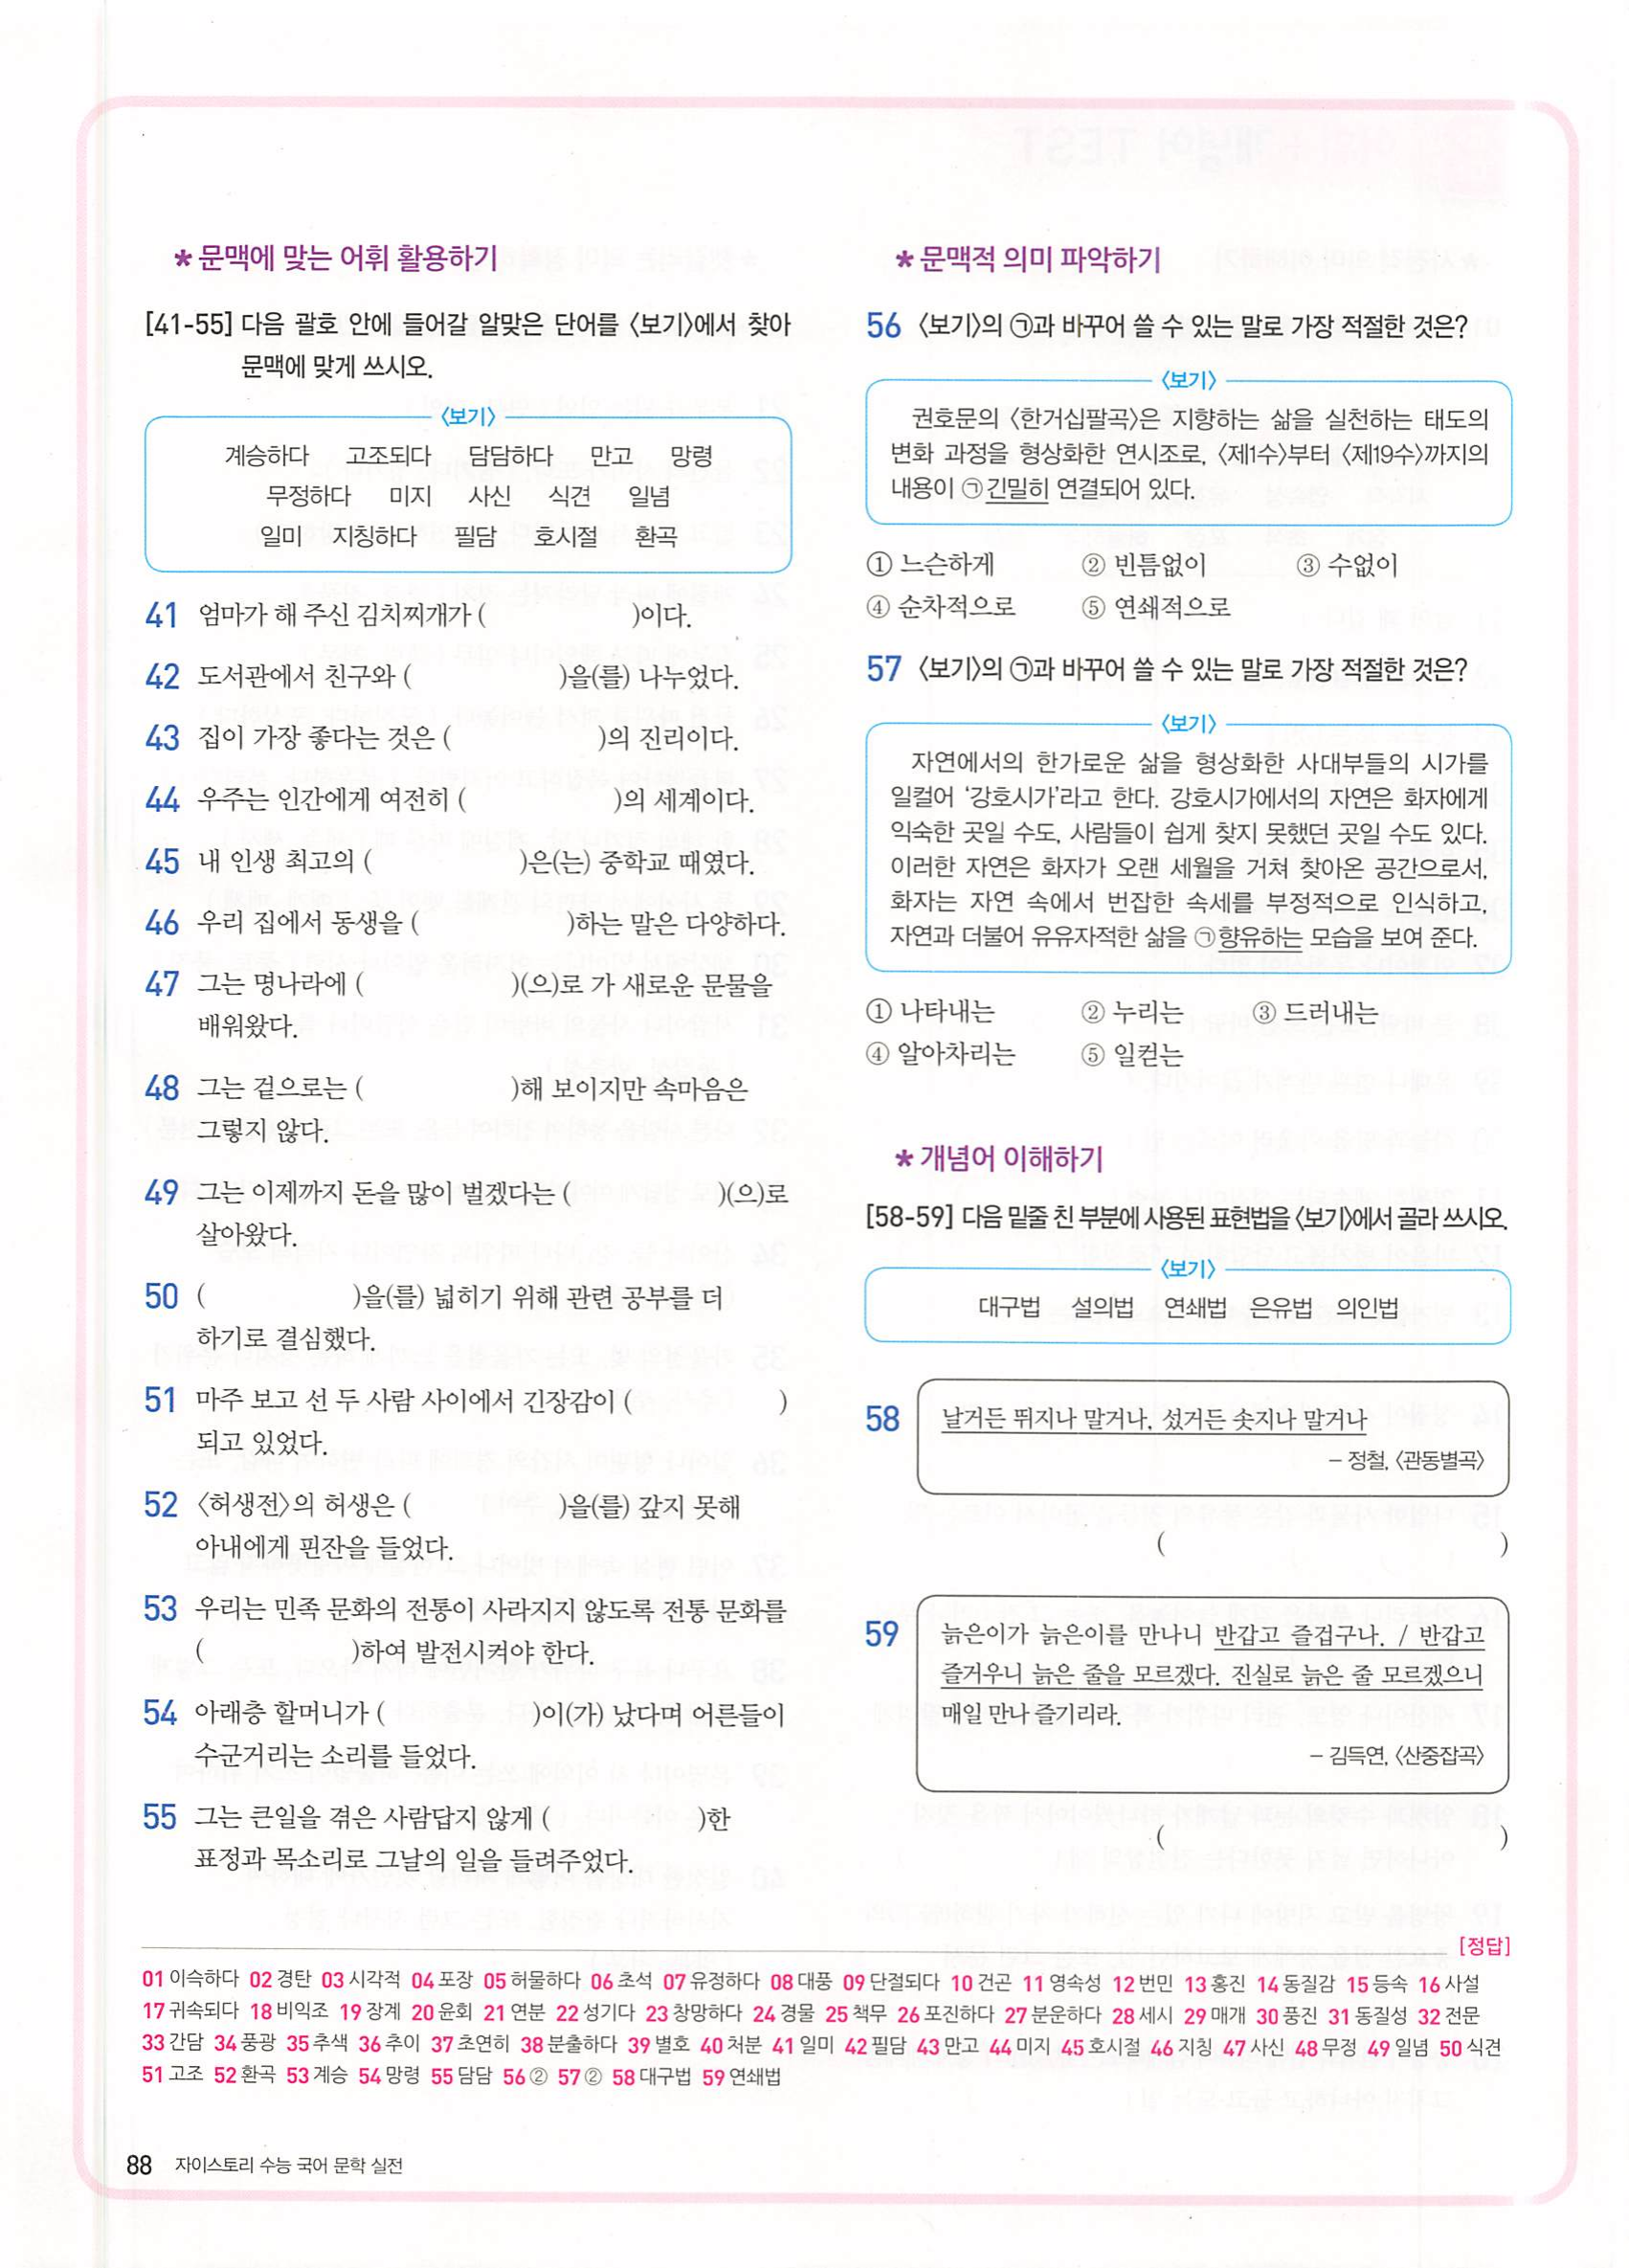 * 문맥에 맞는 어휘 활용하기
[41-55] 다음 괄호 안에 들어갈 알맞은 단어를 〈보기〉에서 찾아
문맥에 맞게 쓰시오.
〈보기〉
계승하다 고조되다 담담하다 만고 망령
무정하다 미지 사신 식견 일념
일미 지칭하다 필담 호시절 환곡
41 엄마가 해 주신 김치찌개가 ( )이다.
42 도서관에서 친구와 ( )을(를) 나누었다.
43 집이 가장 좋다는 것은 ( )의 진리이다.
44 우주는 인간에게 여전히 ( )의 세계이다.
45 내 인생 최고의 ( )은(는) 중학교 때였다.
46 우리 집에서 동생을 ( )하는 말은 다양하다.
47 그는 명나라에 ( )(으)로 가 새로운 문물을
배워왔다.
48 그는 겉으로는 ( )해 보이지만 속마음은
그렇지 않다.
49 그는 이제까지 돈을 많이 벌겠다는 ( )(으)로
살아왔다.
50 ( )을(를) 넓히기 위해 관련 공부를 더
하기로 결심했다.
51 마주 보고 선 두 사람 사이에서 긴장감이 ( )
되고 있었다.
52 〈허생전〉의 허생은 ( )을(를) 갚지 못해
아내에게 핀잔을 들었다.
53 우리는 민족 문화의 전통이 사라지지 않도록 전통 문화를
( )하여 발전시켜야 한다.
54 아래층 할머니가 ( )이(가) 났다며 어른들이
수군거리는 소리를 들었다.
55 그는 큰일을 겪은 사람답지 않게 ( )한
표정과 목소리로 그날의 일을 들려주었다.
* 문맥적 의미 파악하기
56 〈보기〉의 ㉠과 바꾸어 쓸 수 있는 말로 가장 적절한 것은?
〈보기〉
권호문의 〈한거십팔곡〉은 지향하는 삶을 실천하는 태도의
변화 과정을 형상화한 연시조로, 〈제1수〉부터 〈제19수〉까지의
내용이 ㉠긴밀히 연결되어 있다.
① 느슨하게 ② 빈틈없이 ③ 수없이
④ 순차적으로 ⑤ 연쇄적으로
57 〈보기〉의 ㉠과 바꾸어 쓸 수 있는 말로 가장 적절한 것은?
〈보기〉
자연에서의 한가로운 삶을 형상화한 사대부들의 시가를
일컬어 ‘강호시가’라고 한다. 강호시가에서의 자연은 화자에게
익숙한 곳일 수도, 사람들이 쉽게 찾지 못했던 곳일 수도 있다.
이러한 자연은 화자가 오랜 세월을 거쳐 찾아온 공간으로서,
화자는 자연 속에서 번잡한 속세를 부정적으로 인식하고,
자연과 더불어 유유자적한 삶을 ㉠향유하는 모습을 보여 준다.
① 나타내는 ② 누리는 ③ 드러내는
④ 알아차리는 ⑤ 일컫는
* 개념어 이해하기
[58-59] 다음 밑줄 친 부분에 사용된 표현법을 〈보기〉에서 골라 쓰시오.
〈보기〉
대구법 설의법 연쇄법 은유법 의인법
58 날거든 뛰지나 말거나, 섰거든 솟지나 말거나
– 정철, 〈관동별곡〉
( )
59 늙은이가 늙은이를 만나니 반갑고 즐겁구나. / 반갑고
즐거우니 늙은 줄을 모르겠다. 진실로 늙은 줄 모르겠으니
매일 만나 즐기리라.
– 김득연, 〈산중잡곡〉
( )
[정답]
01 이슥하다 02 경탄 03 시각적 04 포장 05 허물하다 06 초석 07 유정하다 08 대풍 09 단절되다 10 건곤 11 영속성 12 번민 13 홍진 14 동질감 15 등속 16 사설
17 귀속되다 18 비익조 19 장계 20 윤회 21 연분 22 성기다 23 창망하다 24 경물 25 책무 26 포진하다 27 분운하다 28 세시 29 매개 30 풍진 31 동질성 32 전문
33 간담 34 풍광 35 추색 36 추이 37 초연히 38 분출하다 39 별호 40 처분 41 일미 42 필담 43 만고 44 미지 45 호시절 46 지칭 47 사신 48 무정 49 일념 50 식견
51 고조 52 환곡 53 계승 54 망령 55 담담 56 ② 57 ② 58 대구법 59 연쇄법
88 자이스토리 수능 국어 문학 실전